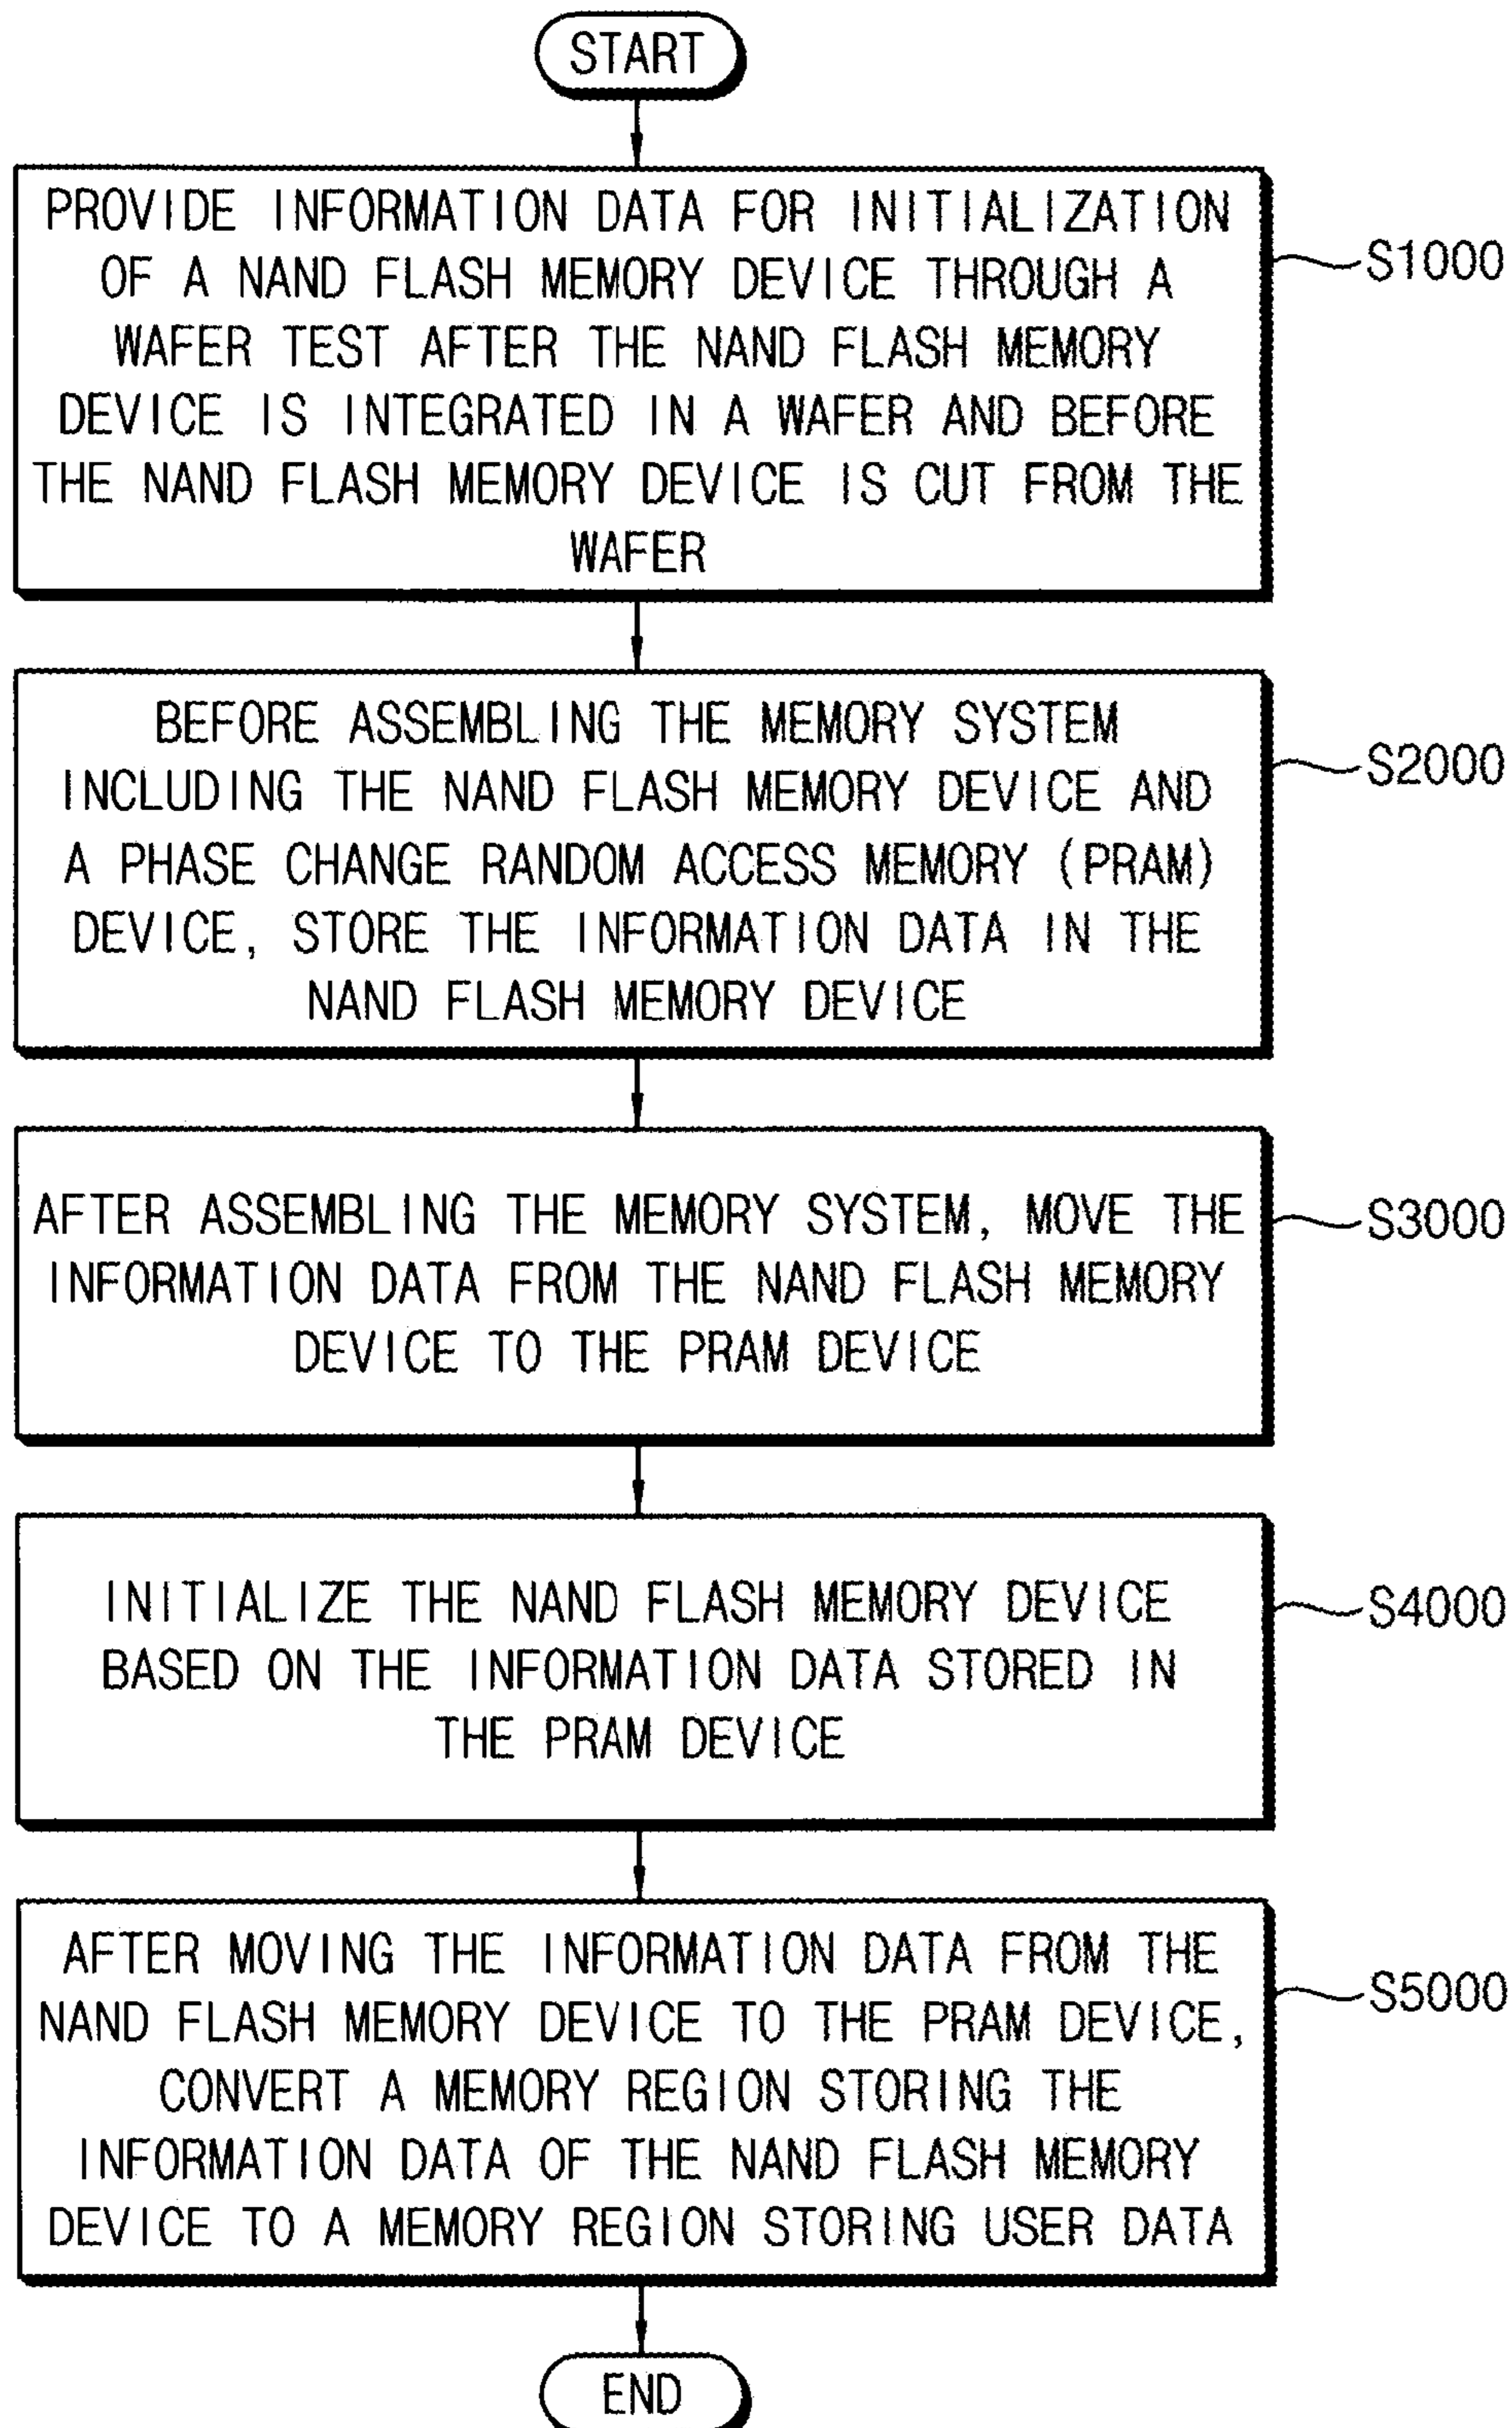 START
PROVIDE INFORMATION DATA FOR INITIALIZATION
OF A NAND FLASH MEMORY DEVICE THROUGH A
WAFER TEST AFTER THE NAND FLASH MEMORY
DEVICE IS INTEGRATED IN A WAFER AND BEFORE
THE NAND FLASH MEMORY DEVICE IS CUT FROM THE
WAFER
S1000
BEFORE ASSEMBLING THE MEMORY SYSTEM
INCLUDING THE NAND FLASH MEMORY DEVICE AND
A PHASE CHANGE RANDOM ACCESS MEMORY (PRAM)
DEVICE, STORE THE INFORMATION DATA IN THE
NAND FLASH MEMORY DEVICE
S2000
AFTER ASSEMBLING THE MEMORY SYSTEM, MOVE THE
INFORMATION DATA FROM THE NAND FLASH MEMORY
DEVICE TO THE PRAM DEVICE
S3000
INITIALIZE THE NAND FLASH MEMORY DEVICE
BASED ON THE INFORMATION DATA STORED IN
THE PRAM DEVICE
S4000
AFTER MOVING THE INFORMATION DATA FROM THE
NAND FLASH MEMORY DEVICE TO THE PRAM DEVICE,
CONVERT A MEMORY REGION STORING THE
INFORMATION DATA OF THE NAND FLASH MEMORY
DEVICE TO A MEMORY REGION STORING USER DATA
S5000
END